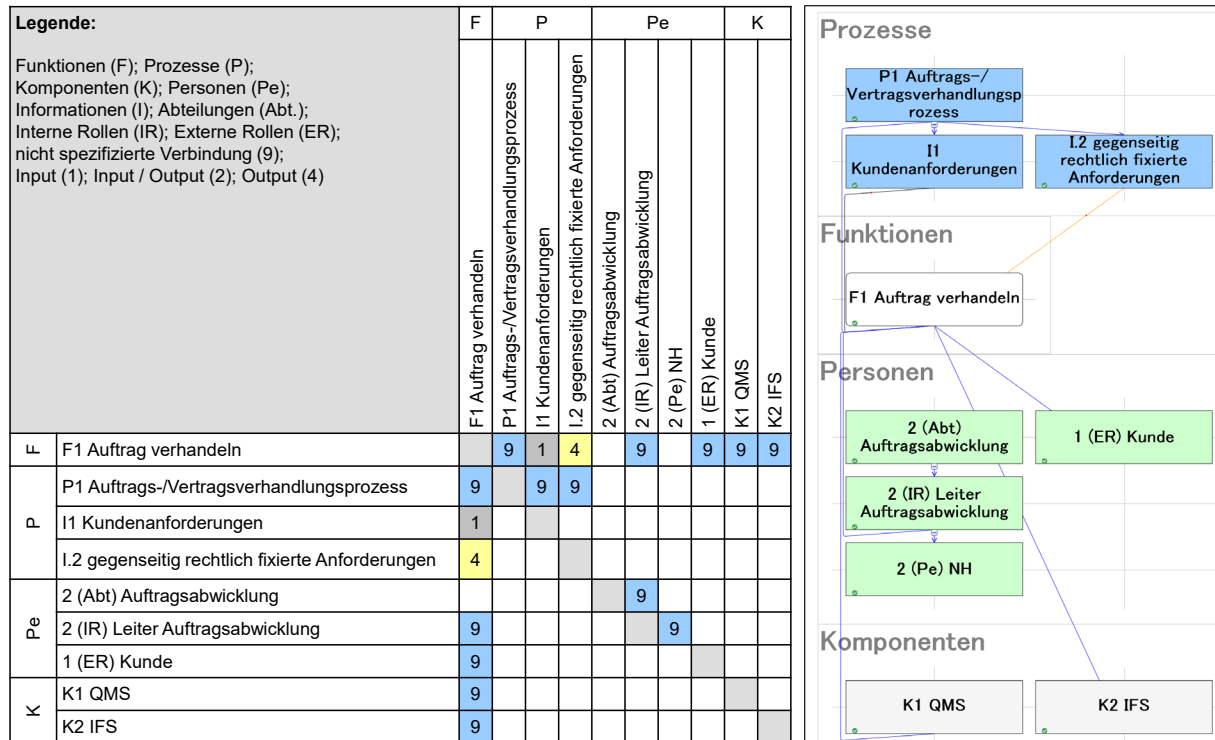 Legende:
Funktionen (F); Prozesse (P);
Komponenten (K); Personen (Pe);
Informationen (I); Abteilungen (Abt.);
Interne Rollen (IR); Externe Rollen (ER);
nicht spezifizierte Verbindung (9);
Input (1); Input / Output (2); Output (4)
F P Pe K
F1 Auftrag verhandeln
P1 Auftrags-/Vertragsverhandlungsprozess
I1 Kundenanforderungen
I.2 gegenseitig rechtlich fixierte Anforderungen
2 (Abt) Auftragsabwicklung
2 (IR) Leiter Auftragsabwicklung
2 (Pe) NH
1 (ER) Kunde
K1 QMS
K2 IFS
F F1 Auftrag verhandeln 9 1 4 9 9 9 9
P
P1 Auftrags-/Vertragsverhandlungsprozess 9 9 9
I1 Kundenanforderungen 1
I.2 gegenseitig rechtlich fixierte Anforderungen 4
Pe
2 (Abt) Auftragsabwicklung 9
2 (IR) Leiter Auftragsabwicklung 9 9
1 (ER) Kunde 9
K
K1 QMS 9
K2 IFS 9
Prozesse
P1 Auftrags-/
Vertragsverhandlungsp
rozess
I1
Kundenanforderungen
I.2 gegenseitig
rechtlich fixierte
Anforderungen
Funktionen
F1 Auftrag verhandeln
Personen
2 (Abt)
Auftragsabwicklung
1 (ER) Kunde
2 (IR) Leiter
Auftragsabwicklung
2 (Pe) NH
Komponenten
K1 QMS
K2 IFS